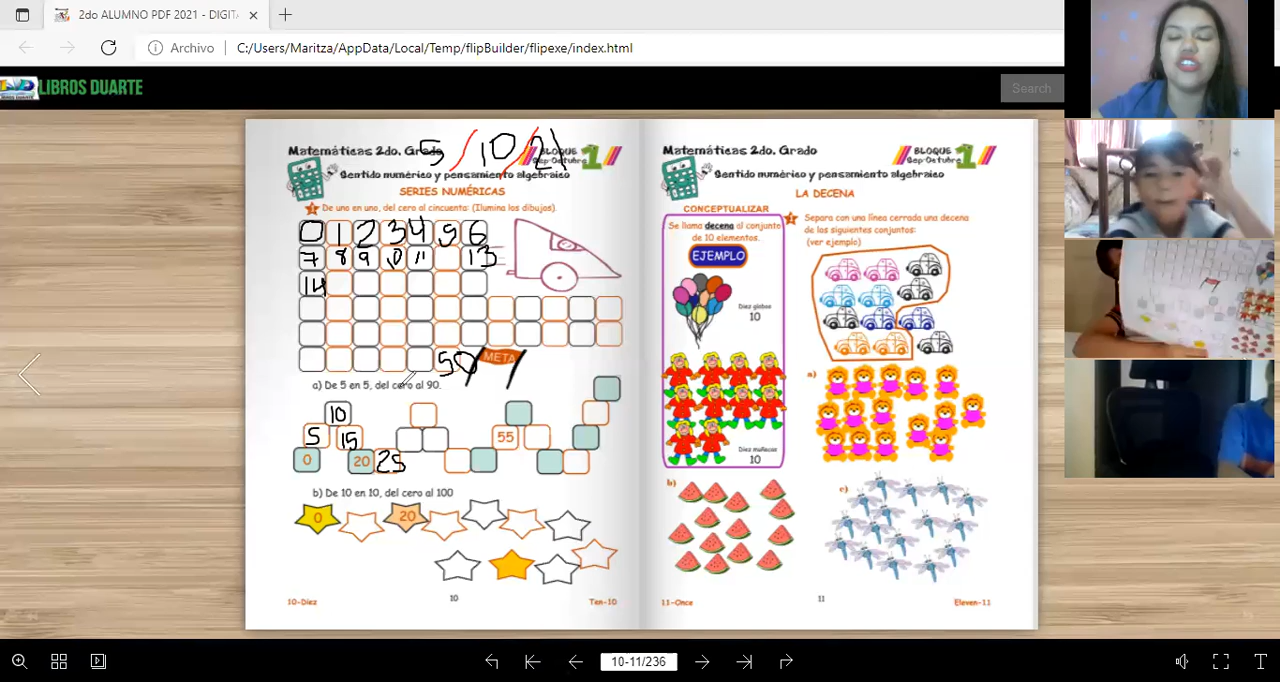 2do ALUMNO PDF 2021 - DIGITA
Archivo
C:/Users/Maritza/AppData/Local/Temp/flipBuilder/flipexe/index.html
LIBROS DUARTE
Search
Matemáticas 2do. Grado
5/10/21
BLOQUE 1
Sep-Octubre
Sentido numérico y pensamiento algebraico
SERIES NUMÉRICAS
1 De uno en uno, del cero al cincuenta: (Ilumina los dibujos)
0 1 2 3 4 5 6
7 8 9 10 11 13
14
50 META
a) De 5 en 5, del cero al 90.
10
5 15 55
0 20 25
b) De 10 en 10, del cero al 100
0 20
10-Diez
10
Ten-10
Matemáticas 2do. Grado
BLOQUE 1
Sep-Octubre
Sentido numérico y pensamiento algebraico
LA DECENA
CONCEPTUALIZAR
Se llama decena al conjunto
de 10 elementos.
EJEMPLO
Diez globos
10
Diez muñecas
10
Separa con una línea cerrada una decena
de los siguientes conjuntos:
(ver ejemplo)
a)
b)
c)
11-Once
11
Eleven-11
10-11/236